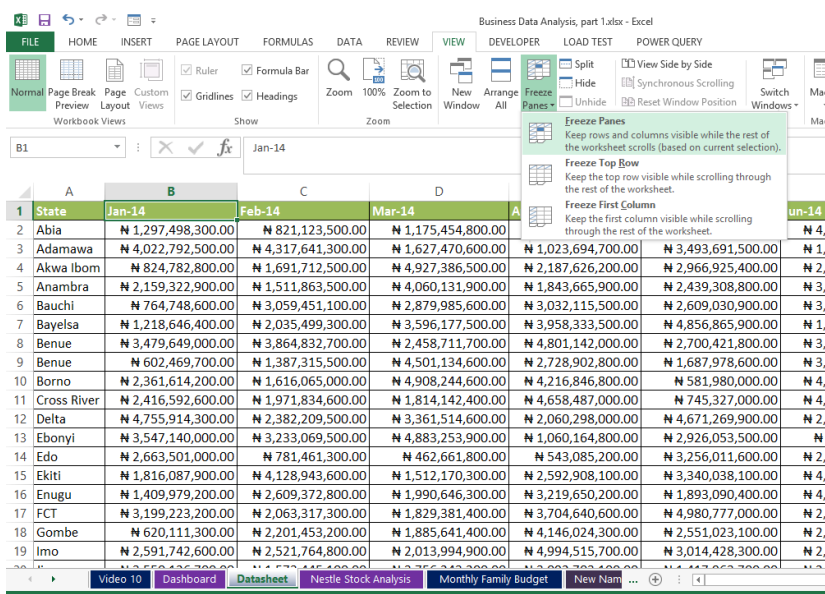 Business Data Analysis, part 1.xlsx - Excel
FILE HOME INSERT PAGE LAYOUT FORMULAS DATA REVIEW VIEW DEVELOPER LOAD TEST POWER QUERY
Normal Page Break Preview Page Layout Custom Views
Workbook Views
Ruler Formula Bar
Gridlines Headings
Show
Zoom 100% Zoom to Selection
Zoom
New Window Arrange All Freeze Panes
Split
Hide
Unhide
View Side by Side
Synchronous Scrolling
Reset Window Position
Switch Windows
Freeze Panes
Keep rows and columns visible while the rest of
the worksheet scrolls (based on current selection).
Freeze Top Row
Keep the top row visible while scrolling through
the rest of the worksheet.
Freeze First Column
Keep the first column visible while scrolling
through the rest of the worksheet.
B1 fx Jan-14
A B C D
1 State Jan-14 Feb-14 Mar-14 A un-14
2 Abia ₦ 1,297,498,300.00 ₦ 821,123,500.00 ₦ 1,175,454,800.00 ₦ 4,
3 Adamawa ₦ 4,022,792,500.00 ₦ 4,317,641,300.00 ₦ 1,627,470,600.00 ₦ 1,023,694,700.00 ₦ 3,493,691,500.00 ₦ 1,
4 Akwa Ibom ₦ 824,782,800.00 ₦ 1,691,712,500.00 ₦ 4,927,386,500.00 ₦ 2,187,626,200.00 ₦ 2,966,925,400.00 ₦ 2,
5 Anambra ₦ 2,159,322,900.00 ₦ 1,511,863,500.00 ₦ 4,060,131,900.00 ₦ 1,843,665,900.00 ₦ 2,439,308,800.00 ₦ 3,
6 Bauchi ₦ 764,748,600.00 ₦ 3,059,451,100.00 ₦ 2,879,985,600.00 ₦ 3,032,115,500.00 ₦ 2,609,030,900.00 ₦ 3,
7 Bayelsa ₦ 1,218,646,400.00 ₦ 2,035,499,300.00 ₦ 3,596,177,500.00 ₦ 3,958,333,500.00 ₦ 4,856,865,900.00 ₦ 1,
8 Benue ₦ 3,479,649,000.00 ₦ 3,864,832,700.00 ₦ 2,458,711,700.00 ₦ 4,801,142,000.00 ₦ 2,700,421,800.00 ₦ 3,
9 Benue ₦ 602,469,700.00 ₦ 1,387,315,500.00 ₦ 4,501,134,600.00 ₦ 2,728,902,800.00 ₦ 1,687,978,600.00 ₦ 3,
10 Borno ₦ 2,361,614,200.00 ₦ 1,616,065,000.00 ₦ 4,908,244,600.00 ₦ 4,216,846,800.00 ₦ 581,980,000.00 ₦ 4,
11 Cross River ₦ 2,416,592,600.00 ₦ 1,971,834,600.00 ₦ 1,814,142,400.00 ₦ 4,658,487,000.00 ₦ 745,327,000.00 ₦ 4,
12 Delta ₦ 4,755,914,300.00 ₦ 2,382,209,500.00 ₦ 3,361,514,600.00 ₦ 2,060,298,000.00 ₦ 4,671,269,900.00 ₦ 2,
13 Ebonyi ₦ 3,547,140,000.00 ₦ 3,233,069,500.00 ₦ 4,883,253,900.00 ₦ 1,060,164,800.00 ₦ 2,926,053,500.00 ₦
14 Edo ₦ 2,663,501,000.00 ₦ 781,461,300.00 ₦ 462,661,800.00 ₦ 543,085,200.00 ₦ 3,256,011,600.00 ₦ 2,
15 Ekiti ₦ 1,816,087,900.00 ₦ 4,128,943,600.00 ₦ 1,512,170,300.00 ₦ 2,592,908,100.00 ₦ 3,340,038,100.00 ₦ 4,
16 Enugu ₦ 1,409,979,200.00 ₦ 2,609,372,800.00 ₦ 1,990,646,300.00 ₦ 3,219,650,200.00 ₦ 1,893,090,400.00 ₦ 4,
17 FCT ₦ 3,199,223,200.00 ₦ 2,063,317,300.00 ₦ 1,829,381,400.00 ₦ 3,704,640,600.00 ₦ 4,980,777,000.00 ₦ 2,
18 Gombe ₦ 620,111,300.00 ₦ 2,201,453,200.00 ₦ 1,885,641,400.00 ₦ 4,146,024,300.00 ₦ 2,551,023,100.00 ₦ 2,
19 Imo ₦ 2,591,742,600.00 ₦ 2,521,764,800.00 ₦ 2,013,994,900.00 ₦ 4,994,515,700.00 ₦ 3,014,428,300.00 ₦ 4,
Video 10 Dashboard Datasheet Nestle Stock Analysis Monthly Family Budget New Nam ...